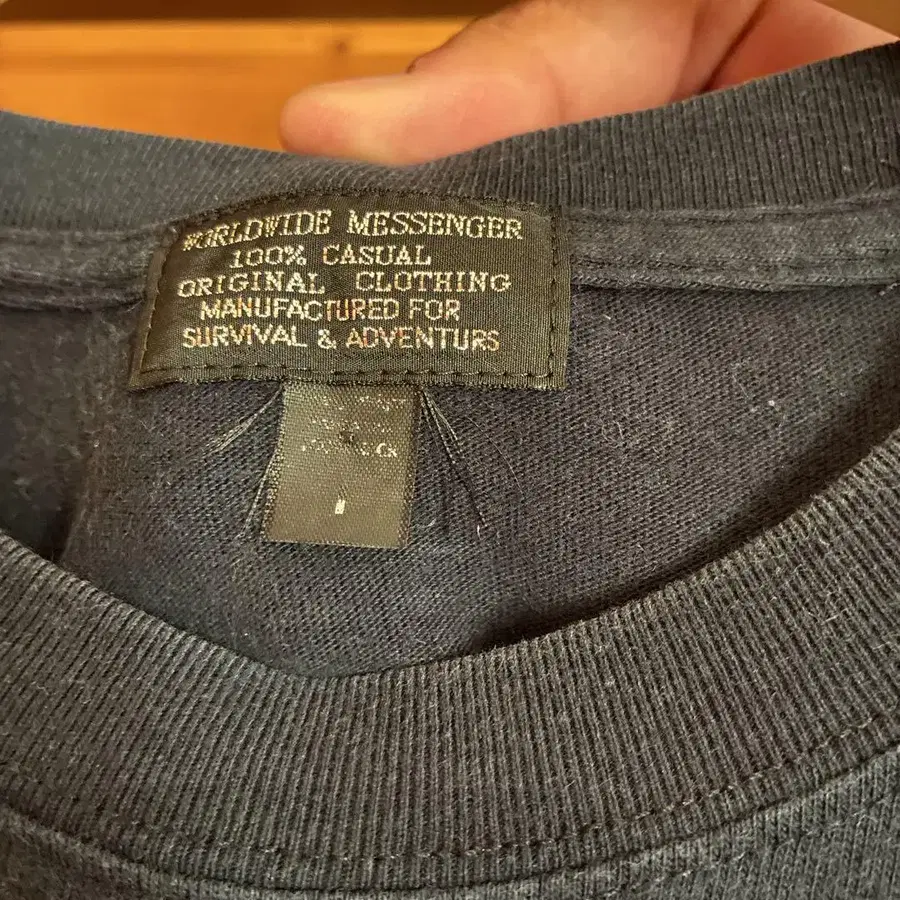 WORLDWIDE MESSENGER
100% CASUAL
ORIGINAL CLOTHING
MANUFACTURED FOR
SURVIVAL & ADVENTURS